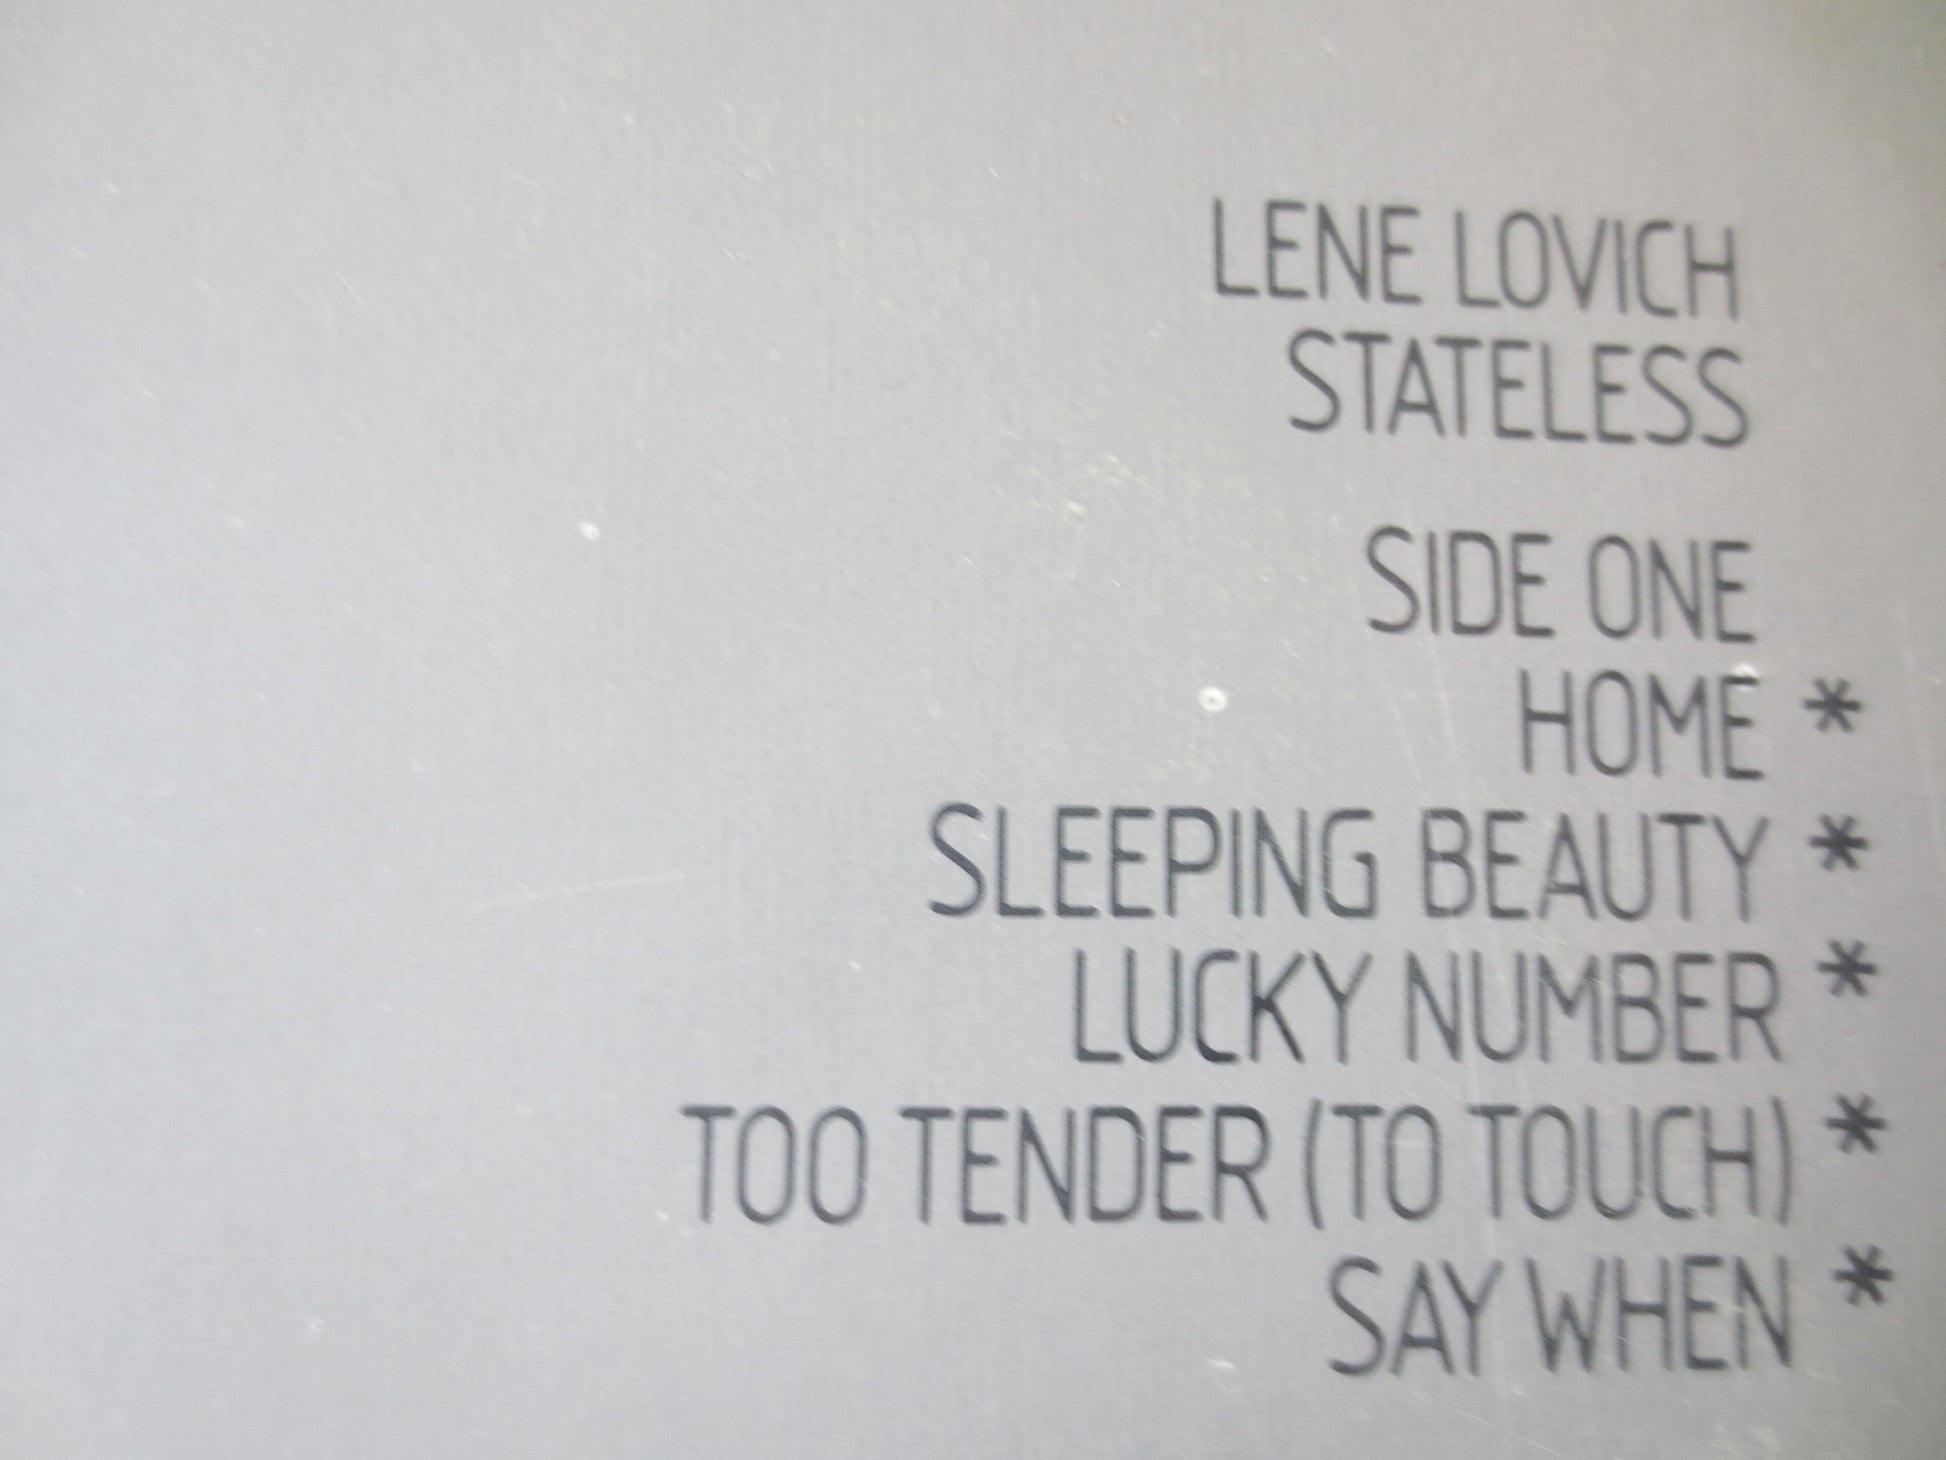 LENE LOVICH
STATELESS
SIDE ONE
HOME *
SLEEPING BEAUTY *
LUCKY NUMBER *
TOO TENDER (TO TOUCH) *
SAY WHEN *